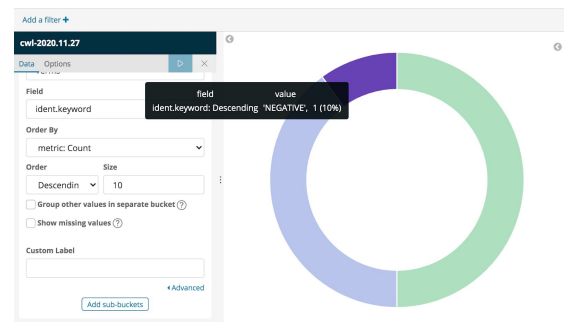 Add a filter +
cwl-2020.11.27
Data Options
Terms
Field
ident.keyword
field value
ident.keyword: Descending 'NEGATIVE', 1 (10%)
Order By
metric: Count
Order Size
Descendin 10
Group other values in separate bucket ?
Show missing values ?
Custom Label
Advanced
Add sub-buckets